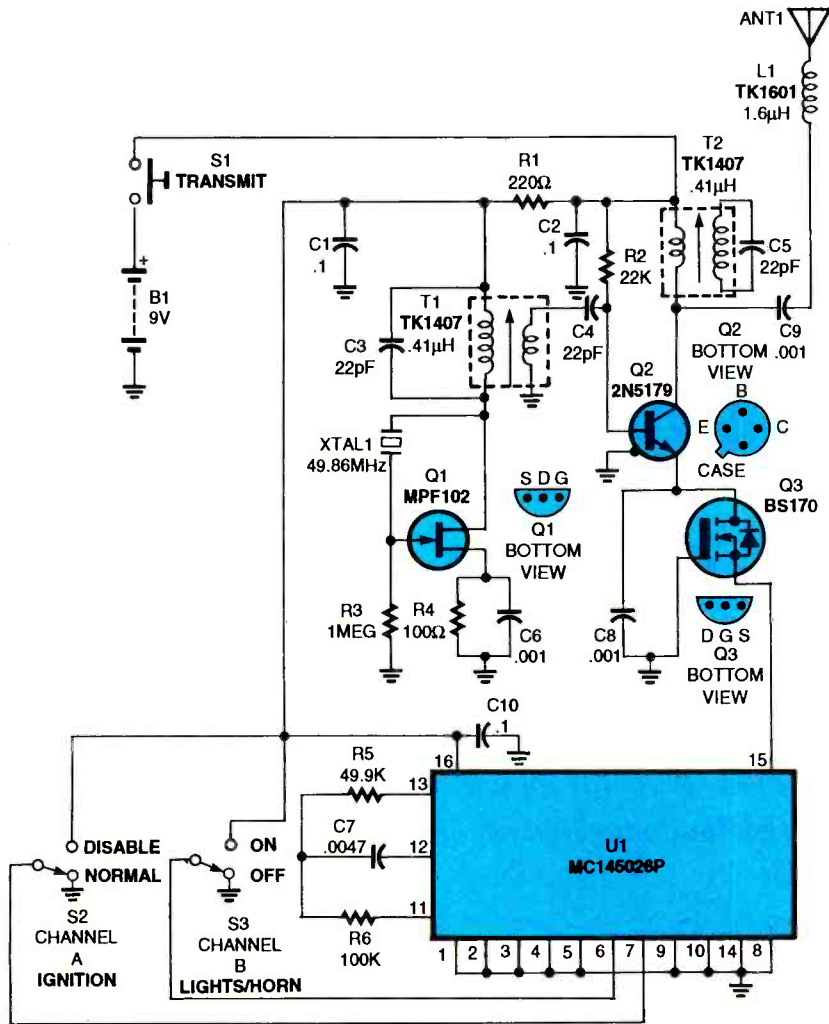 ANT1
L1
TK1601
1.6µH
S1
TRANSMIT
R1
220Ω
T2
TK1407
.41µH
C1
.1
C2
.1
R2
22K
C5
22pF
+
B1
9V
T1
TK1407
.41µH
C3
22pF
C4
22pF
C9
.001
Q2
BOTTOM
VIEW
B
E
C
CASE
Q2
2N5179
XTAL1
49.86MHz
Q1
MPF102
S D G
Q1
BOTTOM
VIEW
Q3
BS170
R3
1MEG
R4
100Ω
C6
.001
C8
.001
D G S
Q3
BOTTOM
VIEW
C10
.1
16
15
R5
49.9K
13
C7
.0047
12
U1
MC145026P
11
R6
100K
DISABLE
NORMAL
S2
CHANNEL
A
IGNITION
ON
OFF
S3
CHANNEL
B
LIGHTS/HORN
1 2 3 4 5 6 7 9 10 14 8